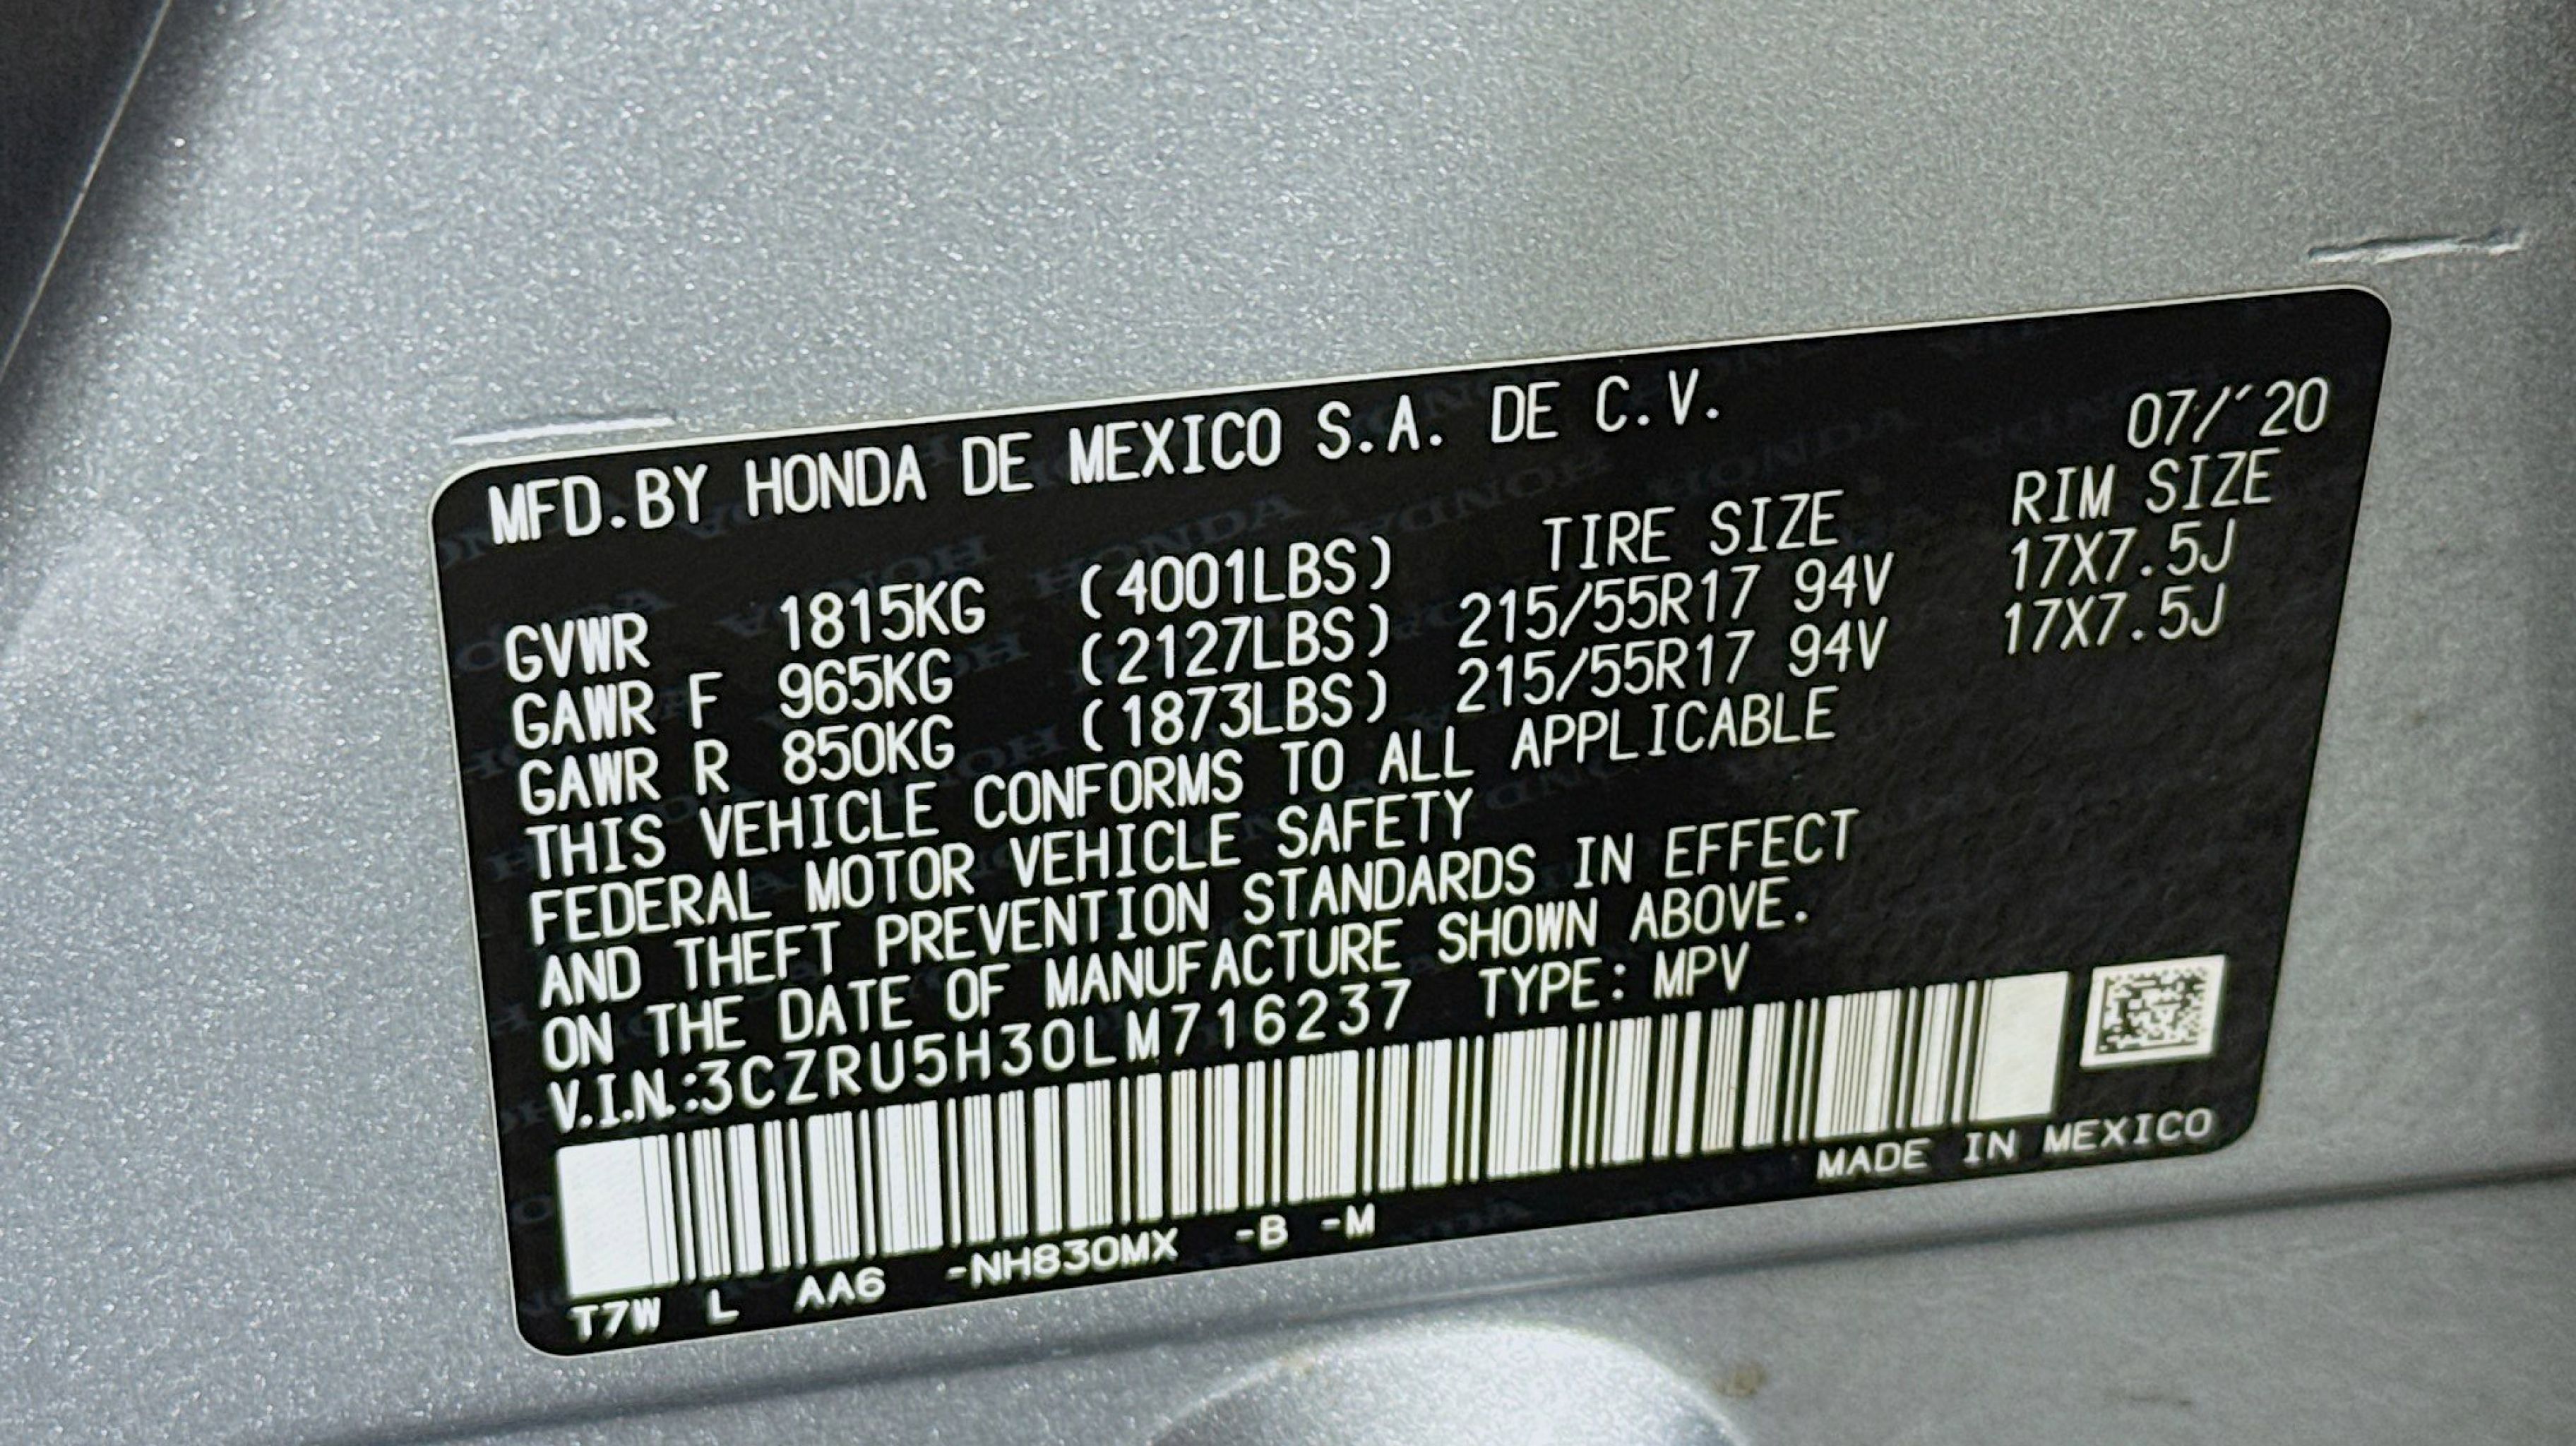 MFD.BY HONDA DE MEXICO S.A. DE C.V. 07/´20
TIRE SIZE RIM SIZE
GVWR 1815KG (4001LBS) 215/55R17 94V 17X7.5J
GAWR F 965KG (2127LBS) 215/55R17 94V 17X7.5J
GAWR R 850KG (1873LBS)
THIS VEHICLE CONFORMS TO ALL APPLICABLE
FEDERAL MOTOR VEHICLE SAFETY
AND THEFT PREVENTION STANDARDS IN EFFECT
ON THE DATE OF MANUFACTURE SHOWN ABOVE.
V.I.N.:3CZRU5H30LM716237 TYPE: MPV
MADE IN MEXICO
T7W L AA6 -NH830MX -B -M